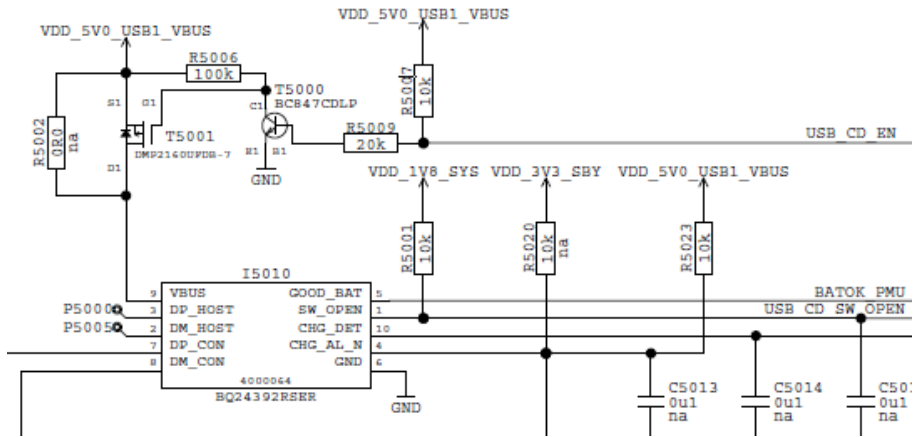 VDD_5V0_USB1_VBUS
VDD_5V0_USB1_VBUS
R5006
100k
T5000
BC847CDLP
C1
E1
B1
GND
R5007
10k
R5009
20k
USB_CD_EN
R5002
0R0
na
S1
G1
T5001
DMP2160UFDB-7
D1
VDD_1V8_SYS
VDD_3V3_SBY
VDD_5V0_USB1_VBUS
R5001
10k
R5020
10k
na
R5023
10k
I5010
9 VBUS GOOD_BAT 5
BATOK_PMU
P5000 3 DP_HOST SW_OPEN 1
USB_CD_SW_OPEN
P5005 2 DM_HOST CHG_DET 10
7 DP_CON CHG_AL_N 4
8 DM_CON GND 6
4000064
BQ24392RSER
GND
C5013
0u1
na
C5014
0u1
na
C501
0u1
na